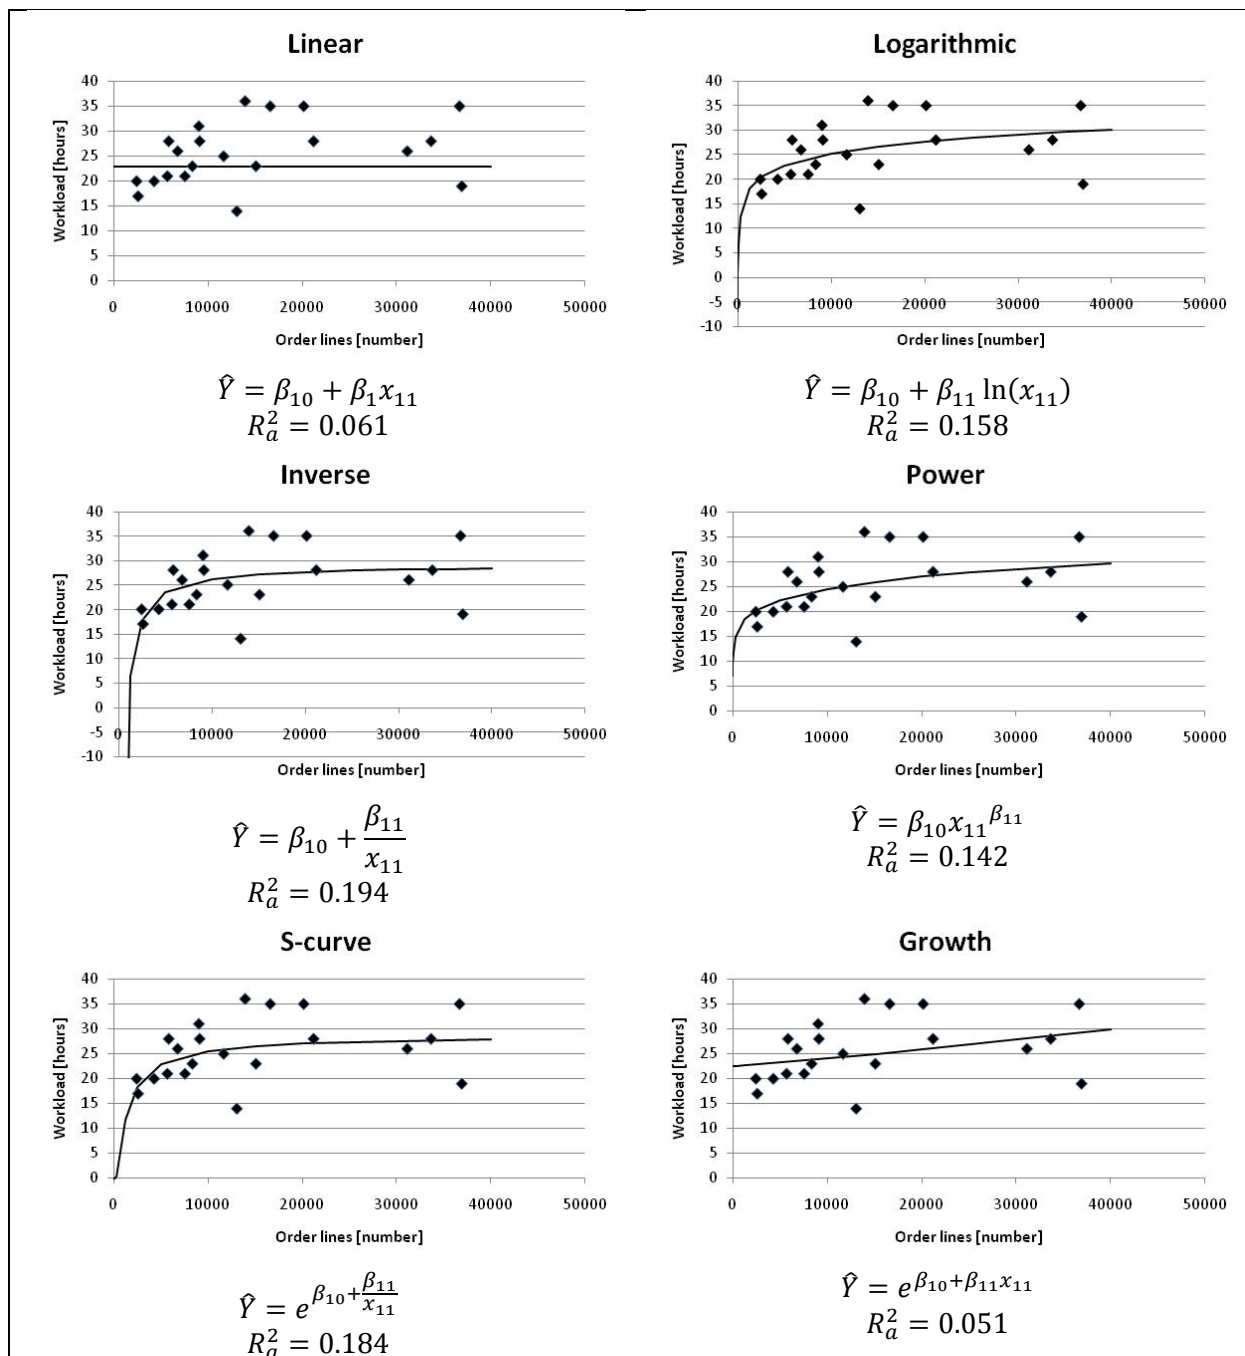 Linear
40
35
30
25
20
15
10
5
0
Workload [hours]
0 10000 20000 30000 40000 50000
Order lines [number]
Ŷ = β₁₀ + β₁x₁₁
R²ₐ = 0.061
Logarithmic
40
35
30
25
20
15
10
5
0
-5
-10
Workload [hours]
0 10000 20000 30000 40000 50000
Order lines [number]
Ŷ = β₁₀ + β₁₁ ln(x₁₁)
R²ₐ = 0.158
Inverse
40
35
30
25
20
15
10
5
0
-5
-10
Workload [hours]
0 10000 20000 30000 40000 50000
Order lines [number]
Ŷ = β₁₀ + β₁₁/x₁₁
R²ₐ = 0.194
Power
40
35
30
25
20
15
10
5
0
Workload [hours]
0 10000 20000 30000 40000 50000
Order lines [number]
Ŷ = β₁₀x₁₁^β₁₁
R²ₐ = 0.142
S-curve
40
35
30
25
20
15
10
5
0
Workload [hours]
0 10000 20000 30000 40000 50000
Order lines [number]
Ŷ = e^(β₁₀+β₁₁/x₁₁)
R²ₐ = 0.184
Growth
40
35
30
25
20
15
10
5
0
Workload [hours]
0 10000 20000 30000 40000 50000
Order lines [number]
Ŷ = e^(β₁₀+β₁₁x₁₁)
R²ₐ = 0.051